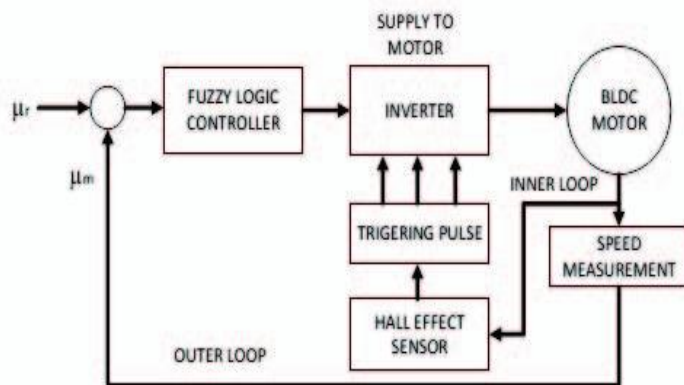 SUPPLY TO
MOTOR
μr
FUZZY LOGIC
CONTROLLER
INVERTER
BLDC
MOTOR
μm
INNER LOOP
TRIGERING PULSE
SPEED
MEASUREMENT
HALL EFFECT
SENSOR
OUTER LOOP